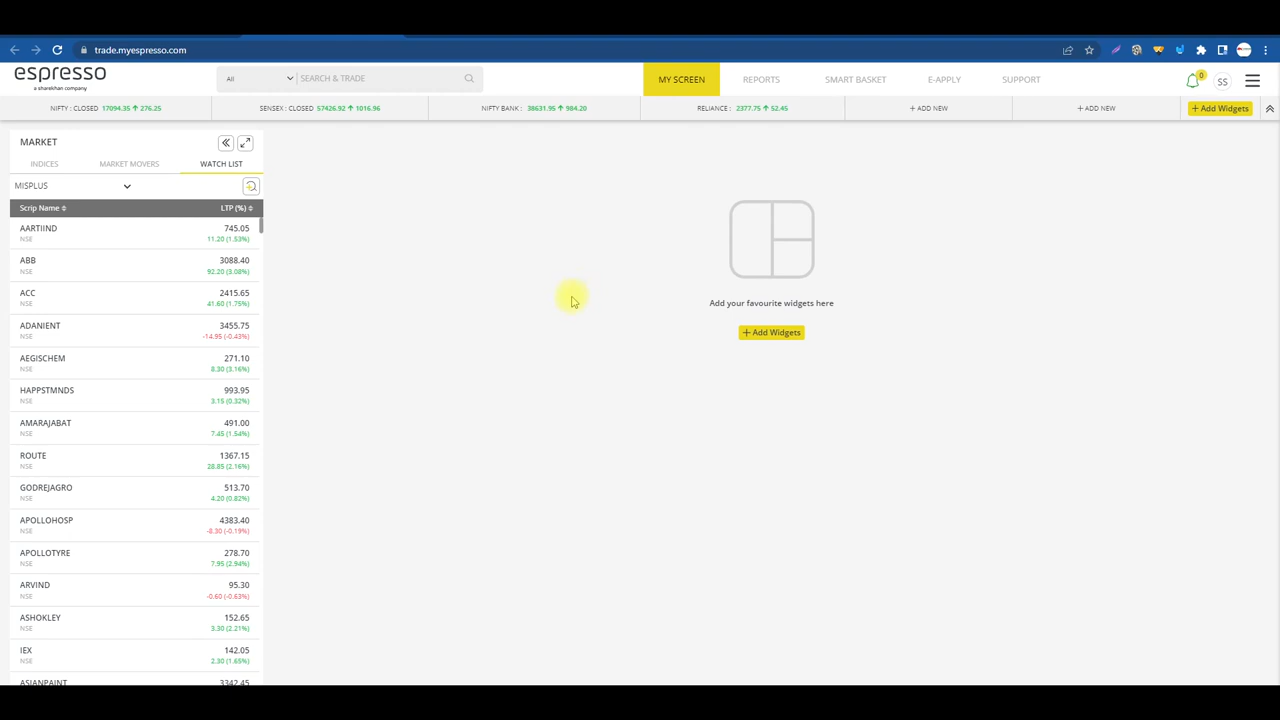 trade.myespresso.com
espresso
a sharekhan company
All
SEARCH & TRADE
MY SCREEN
REPORTS
SMART BASKET
E-APPLY
SUPPORT
0
SS
NIFTY : CLOSED 17094.35 ↑ 276.25
SENSEX : CLOSED 57426.92 ↑ 1016.96
NIFTY BANK : 38631.95 ↑ 984.20
RELIANCE : 2377.75 ↑ 52.45
+ ADD NEW
+ ADD NEW
+ Add Widgets
MARKET
INDICES
MARKET MOVERS
WATCH LIST
MISPLUS
Scrip Name
LTP (%)
AARTIIND 745.05
NSE 11.20 (1.53%)
ABB 3088.40
NSE 92.20 (3.08%)
ACC 2415.65
NSE 41.60 (1.75%)
ADANIENT 3455.75
NSE -14.95 (-0.43%)
AEGISCHEM 271.10
NSE 8.30 (3.16%)
HAPPSTMNDS 993.95
NSE 3.15 (0.32%)
AMARAJABAT 491.00
NSE 7.45 (1.54%)
ROUTE 1367.15
NSE 28.85 (2.16%)
GODREJAGRO 513.70
NSE 4.20 (0.82%)
APOLLOHOSP 4383.40
NSE -8.30 (-0.19%)
APOLLOTYRE 278.70
NSE 7.95 (2.94%)
ARVIND 95.30
NSE -0.60 (-0.63%)
ASHOKLEY 152.65
NSE 3.30 (2.21%)
IEX 142.05
NSE 2.30 (1.65%)
ASIANPAINT 3342.45
Add your favourite widgets here
+ Add Widgets